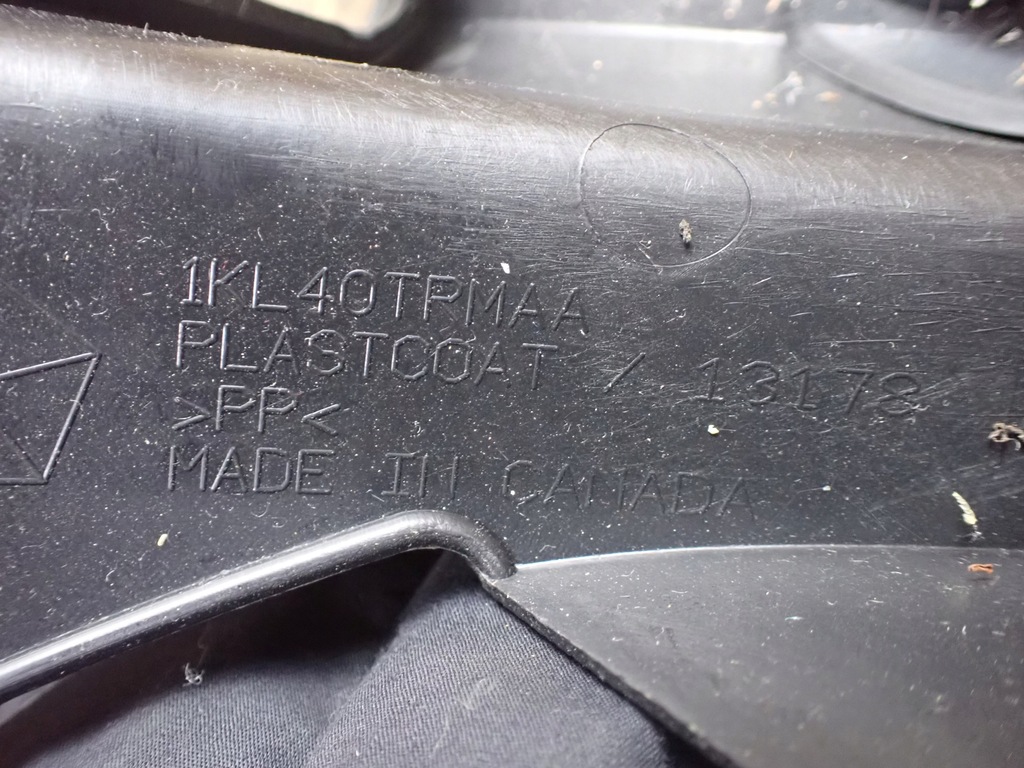 1KL40TRMAA
PLASTCOAT / 13178
>PP<
MADE IN CANADA